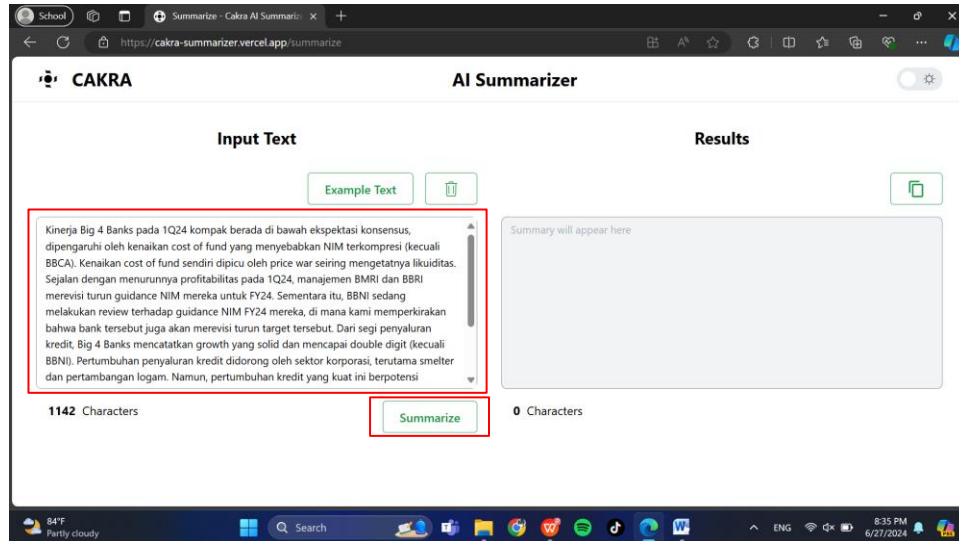 School
Summarize - Cakra AI Summariz
https://cakra-summarizer.vercel.app/summarize
CAKRA
AI Summarizer
Input Text
Results
Example Text
Kinerja Big 4 Banks pada 1Q24 kompak berada di bawah ekspektasi konsensus,
dipengaruhi oleh kenaikan cost of fund yang menyebabkan NIM terkompresi (kecuali
BBCA). Kenaikan cost of fund sendiri dipicu oleh price war seiring mengetatnya likuiditas.
Sejalan dengan menurunnya profitabilitas pada 1Q24, manajemen BMRI dan BBRI
merevisi turun guidance NIM mereka untuk FY24. Sementara itu, BBNI sedang
melakukan review terhadap guidance NIM FY24 mereka, di mana kami memperkirakan
bahwa bank tersebut juga akan merevisi turun target tersebut. Dari segi penyaluran
kredit, Big 4 Banks mencatatkan growth yang solid dan mencapai double digit (kecuali
BBNI). Pertumbuhan penyaluran kredit didorong oleh sektor korporasi, terutama smelter
dan pertambangan logam. Namun, pertumbuhan kredit yang kuat ini berpotensi
Summary will appear here
1142 Characters
Summarize
0 Characters
84°F
Partly cloudy
Search
ENG
8:35 PM
6/27/2024